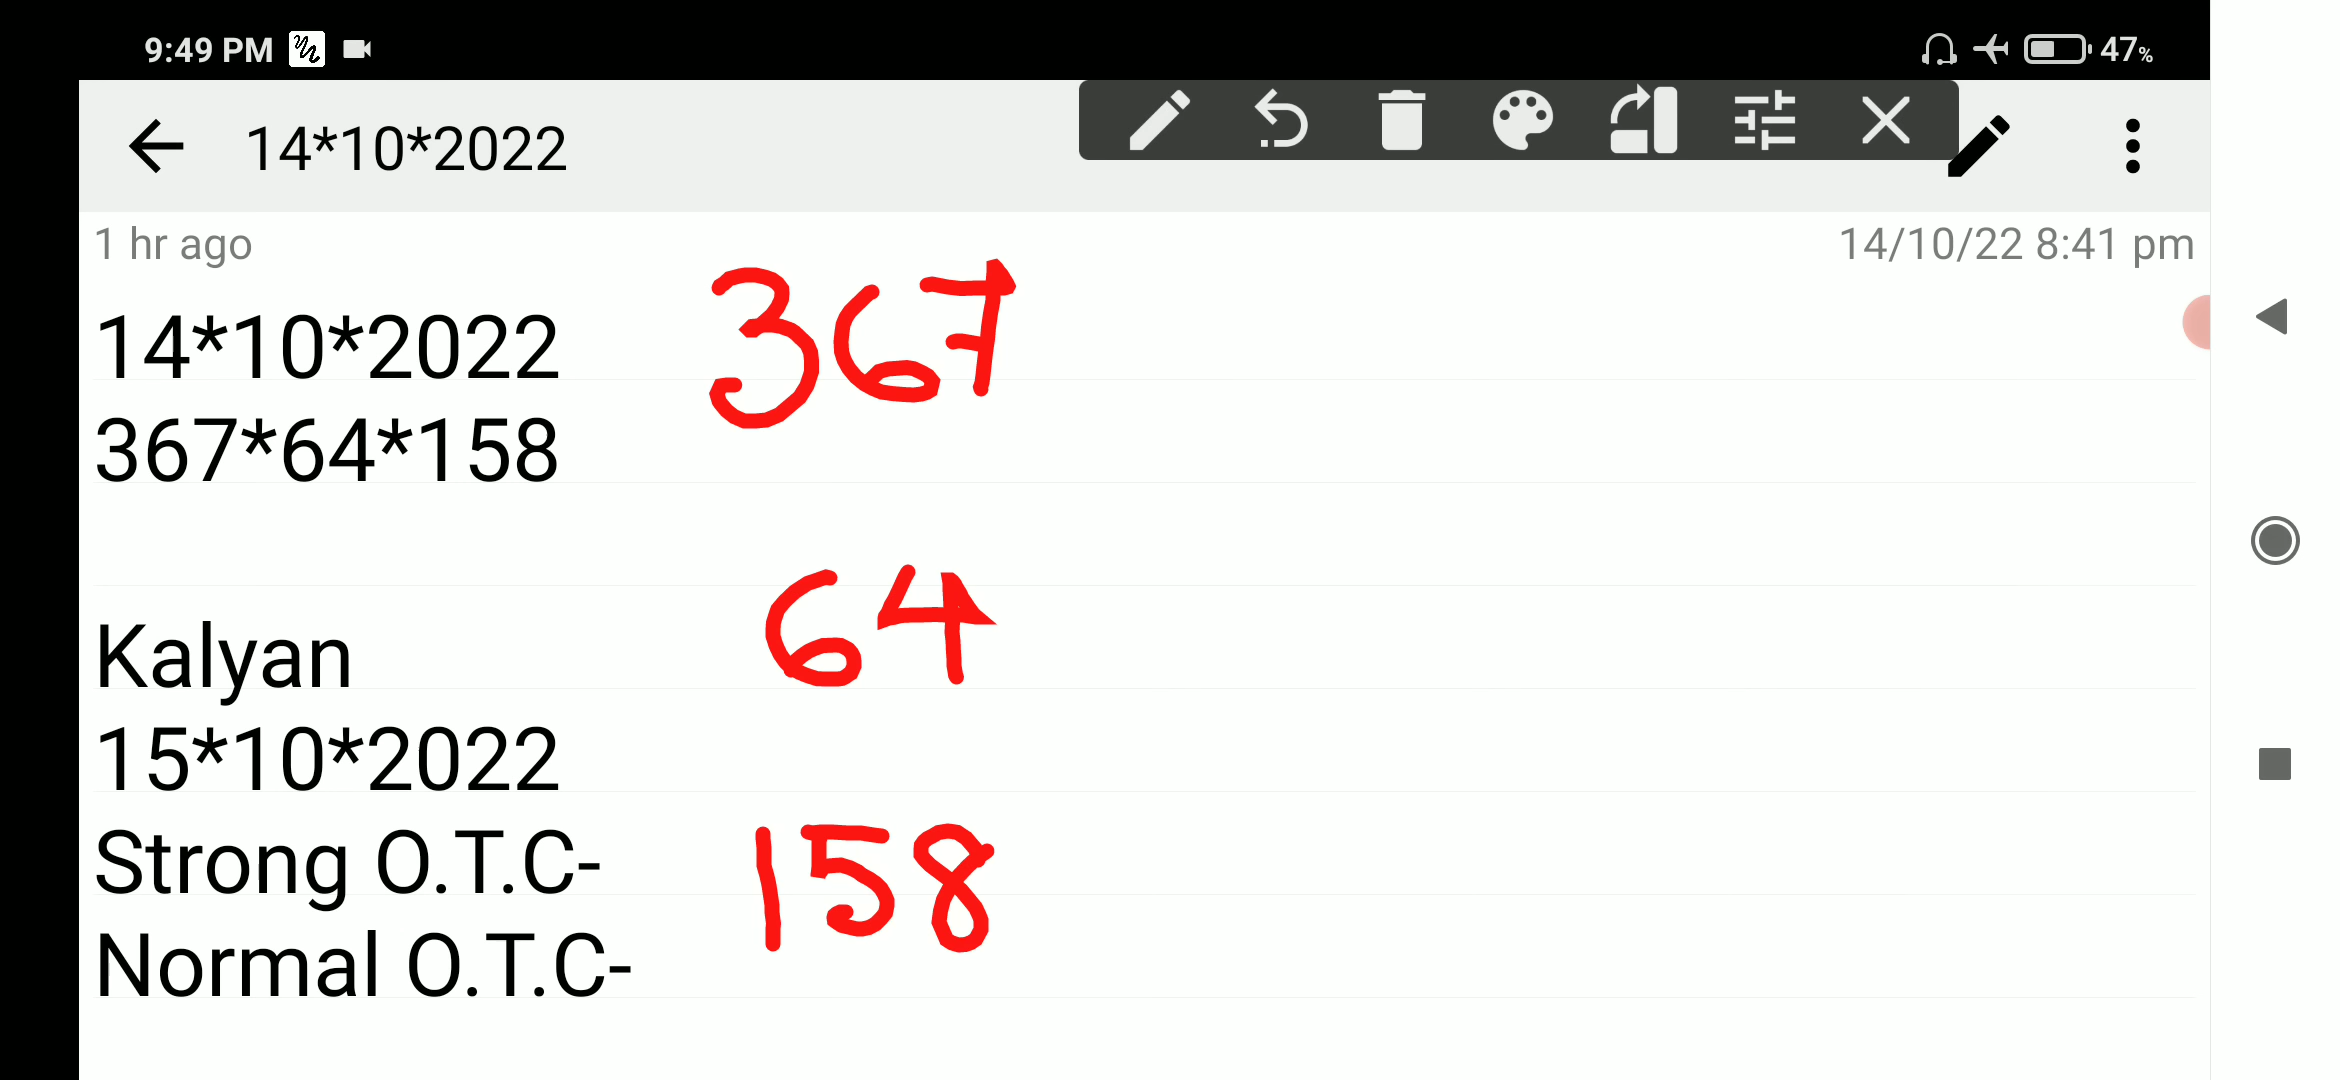 9:49 PM
47%
14*10*2022
1 hr ago
14/10/22 8:41 pm
14*10*2022
367
367*64*158
64
Kalyan
15*10*2022
Strong O.T.C-
158
Normal O.T.C-